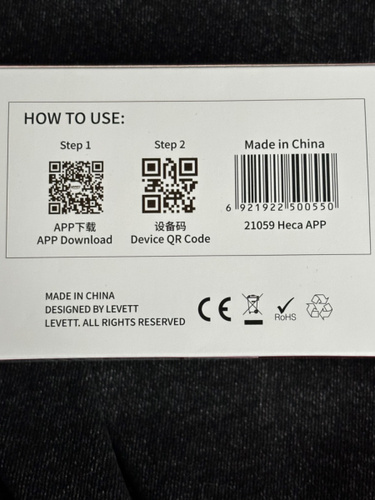 HOW TO USE:
Step 1
APP下载
APP Download
Step 2
设备码
Device QR Code
Made in China
6 921922 500550
21059 Heca APP
MADE IN CHINA
DESIGNED BY LEVETT
LEVETT. ALL RIGHTS RESERVED
CE
RoHS